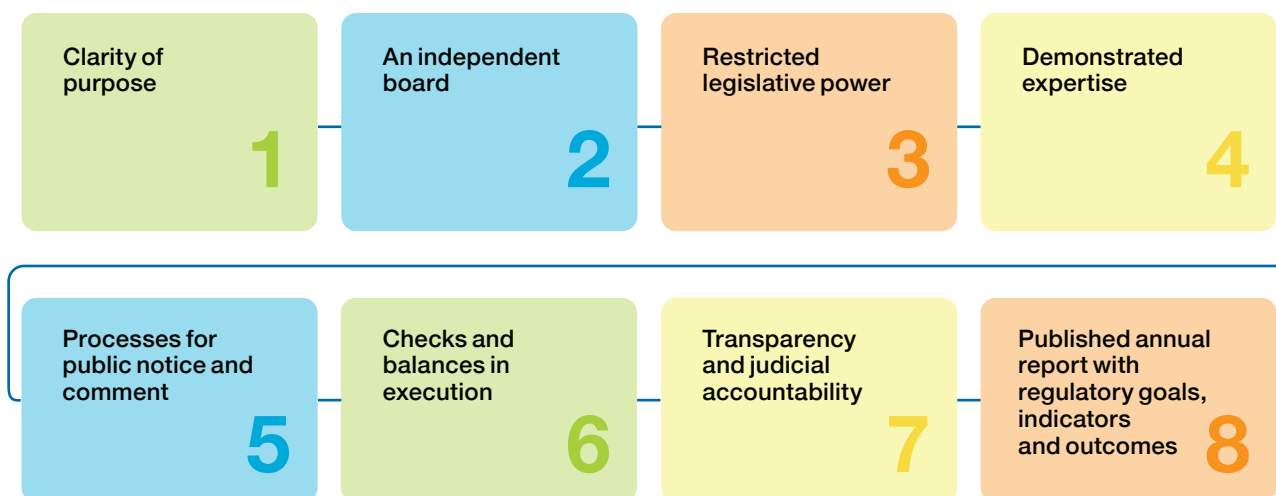 Clarity of
purpose
1
An independent
board
2
Restricted
legislative power
3
Demonstrated
expertise
4
Processes for
public notice and
comment
5
Checks and
balances in
execution
6
Transparency
and judicial
accountability
7
Published annual
report with
regulatory goals,
indicators
and outcomes
8